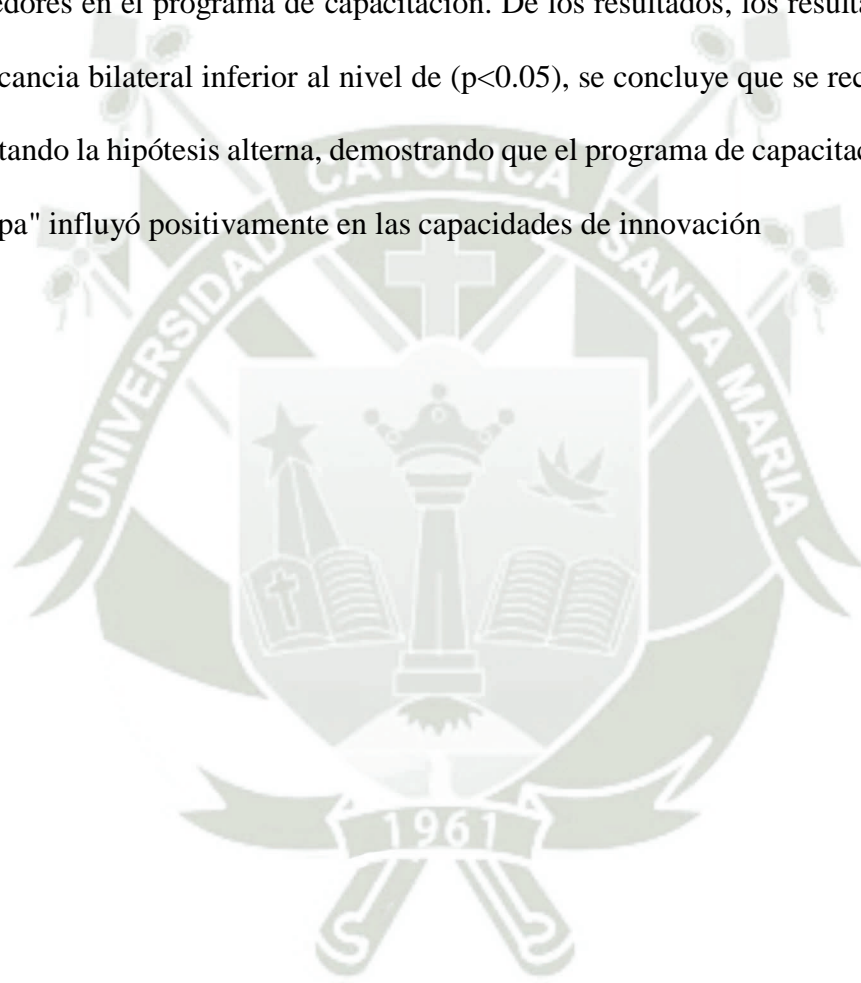 edores en el programa de capacitación. De los resultados, los resulta
cancia bilateral inferior al nivel de (p<0.05), se concluye que se rec
tando la hipótesis alterna, demostrando que el programa de capacitac
pa" influyó positivamente en las capacidades de innovación
UNIVERSIDAD CATOLICA SANTA MARIA
1961